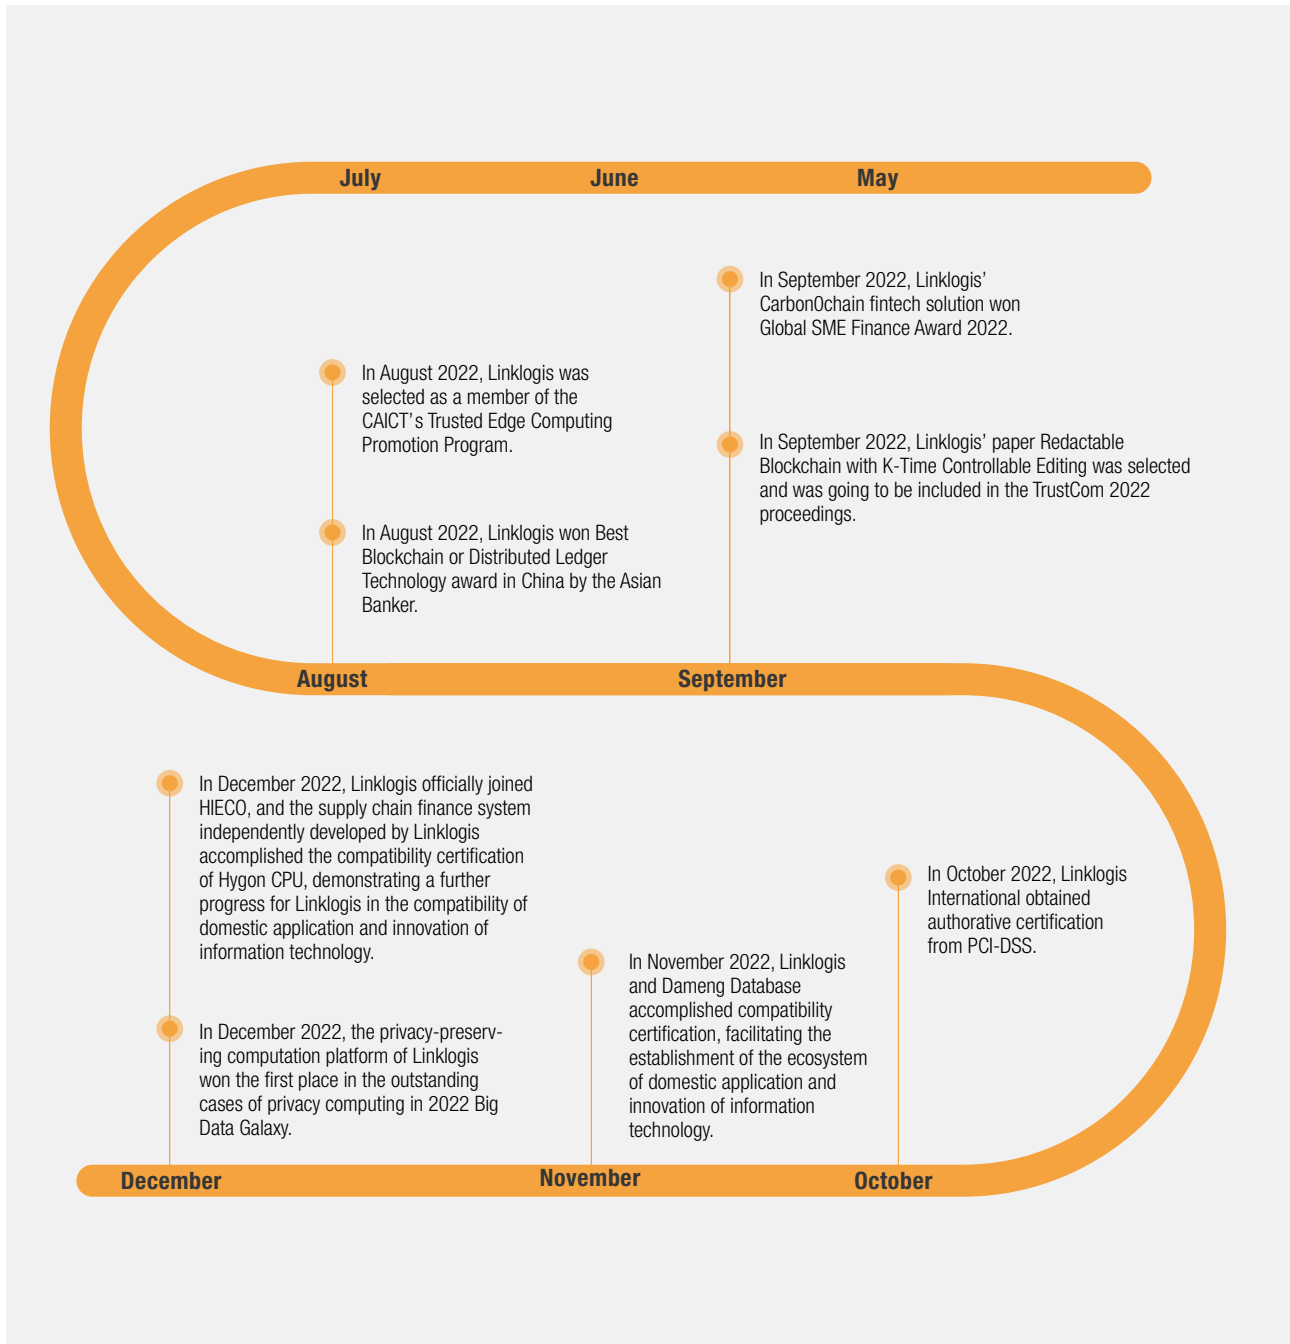 July
June
May
In September 2022, Linklogis’
Carbon0chain fintech solution won
Global SME Finance Award 2022.
In August 2022, Linklogis was
selected as a member of the
CAICT’s Trusted Edge Computing
Promotion Program.
In September 2022, Linklogis’ paper Redactable
Blockchain with K-Time Controllable Editing was selected
and was going to be included in the TrustCom 2022
proceedings.
In August 2022, Linklogis won Best
Blockchain or Distributed Ledger
Technology award in China by the Asian
Banker.
August
September
In December 2022, Linklogis officially joined
HIECO, and the supply chain finance system
independently developed by Linklogis
accomplished the compatibility certification
of Hygon CPU, demonstrating a further
progress for Linklogis in the compatibility of
domestic application and innovation of
information technology.
In October 2022, Linklogis
International obtained
authorative certification
from PCI-DSS.
In November 2022, Linklogis
and Dameng Database
accomplished compatibility
certification, facilitating the
establishment of the ecosystem
of domestic application and
innovation of information
technology.
In December 2022, the privacy-preserv-
ing computation platform of Linklogis
won the first place in the outstanding
cases of privacy computing in 2022 Big
Data Galaxy.
December
November
October